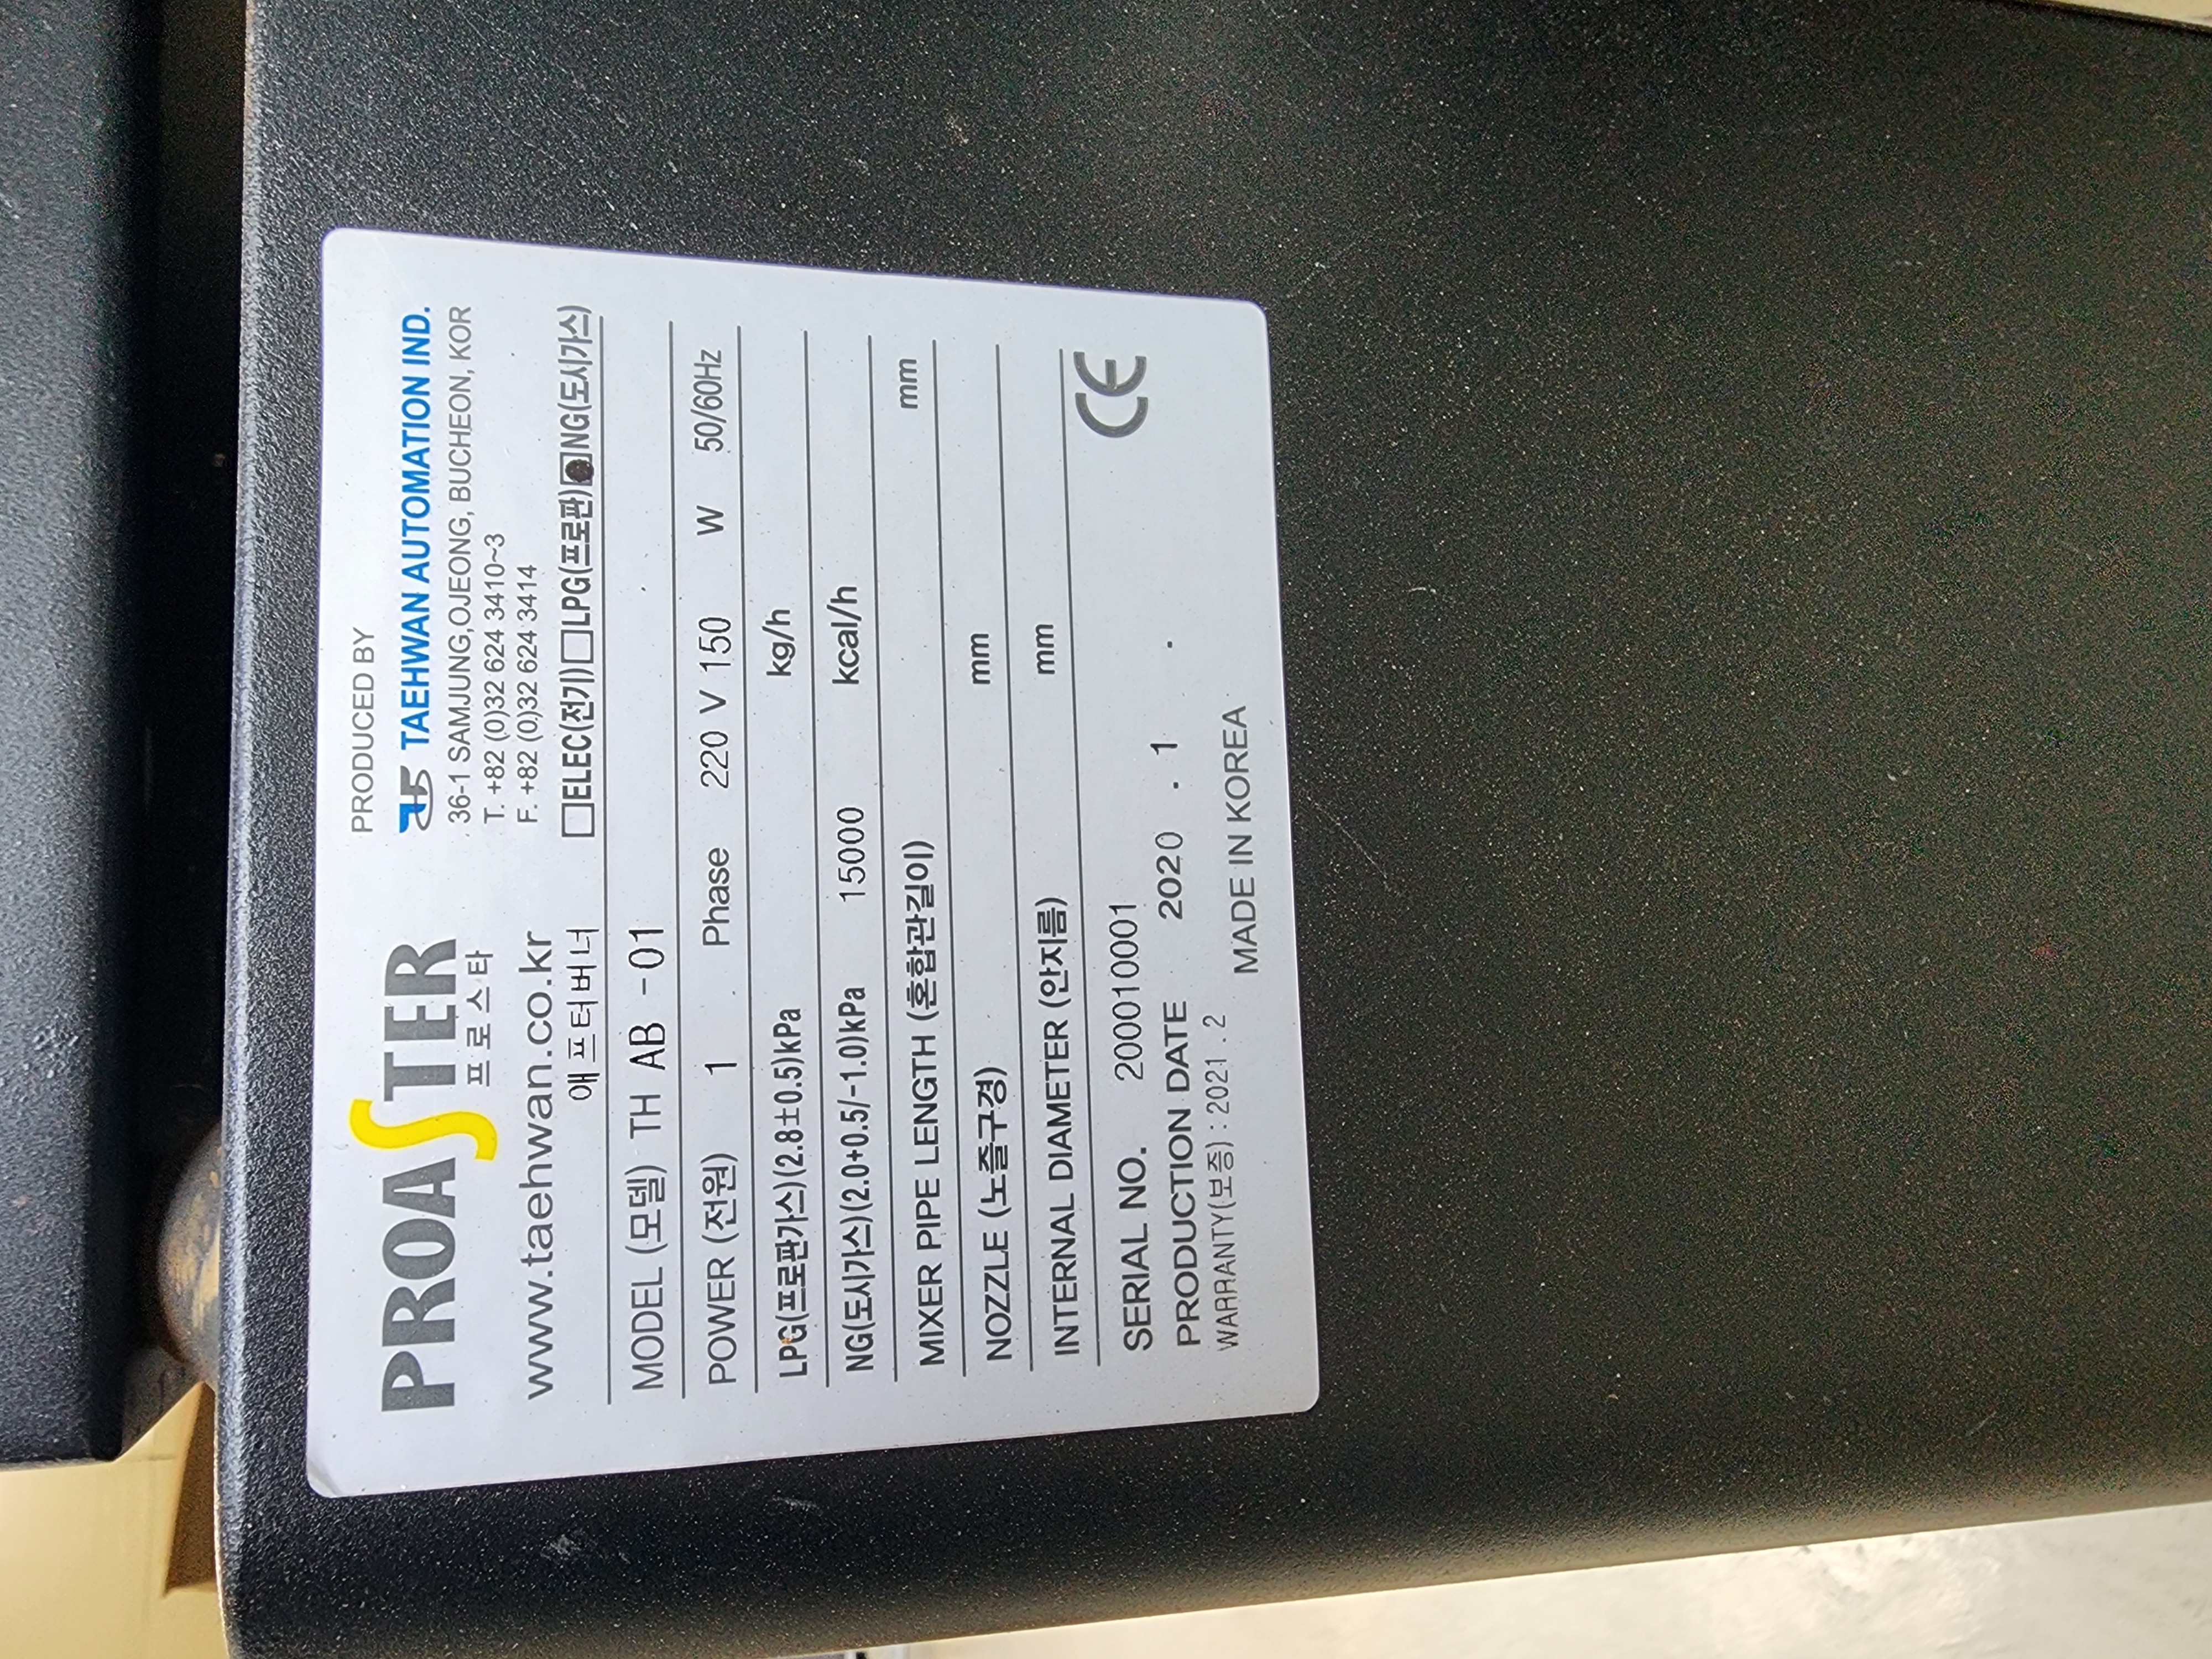 PROASTER
프로스타
www.taehwan.co.kr
애프터버너
PRODUCED BY
TAEHWAN AUTOMATION IND.
36-1 SAMJUNG,OJEONG, BUCHEON, KOR
T. +82 (0)32 624 3410~3
F. +82 (0)32 624 3414
□ELEC(전기)□LPG(프로판)■NG(도시가스)
MODEL (모델) TH AB -01
POWER (전원) 1 Phase 220 V 150 W 50/60Hz
LPG(프로판가스)(2.8±0.5)kPa kg/h
NG(도시가스)(2.0+0.5/-1.0)kPa 15000 kcal/h
MIXER PIPE LENGTH (혼합관길이) mm
NOZZLE (노즐구경) mm
INTERNAL DIAMETER (안지름) mm
SERIAL NO. 200010001
PRODUCTION DATE 2020 . 1 .
WARRANTY(보증) : 2021 . 2
MADE IN KOREA
CE